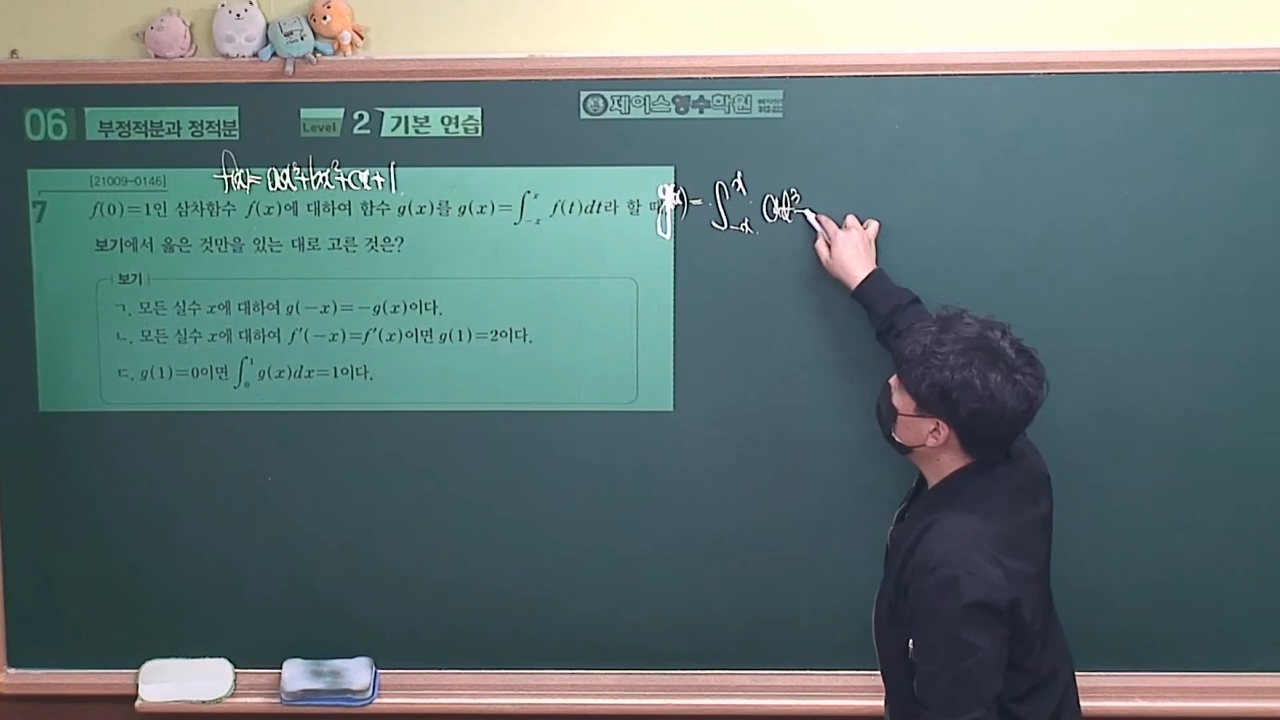 06 부정적분과 정적분 Level 2 기본 연습
제이스영수학원
[21009-0146]
f(x)=ax³+bx²+cx+1
7 f(0)=1인 삼차함수 f(x)에 대하여 함수 g(x)를 g(x)=∫_{-x}^{x} f(t)dt라 할
g(x)=∫_{-x}^{x} at³
보기에서 옳은 것만을 있는 대로 고른 것은?
보기
ㄱ. 모든 실수 x에 대하여 g(-x)=-g(x)이다.
ㄴ. 모든 실수 x에 대하여 f′(-x)=f′(x)이면 g(1)=2이다.
ㄷ. g(1)=0이면 ∫_{0}^{1} g(x)dx=1이다.